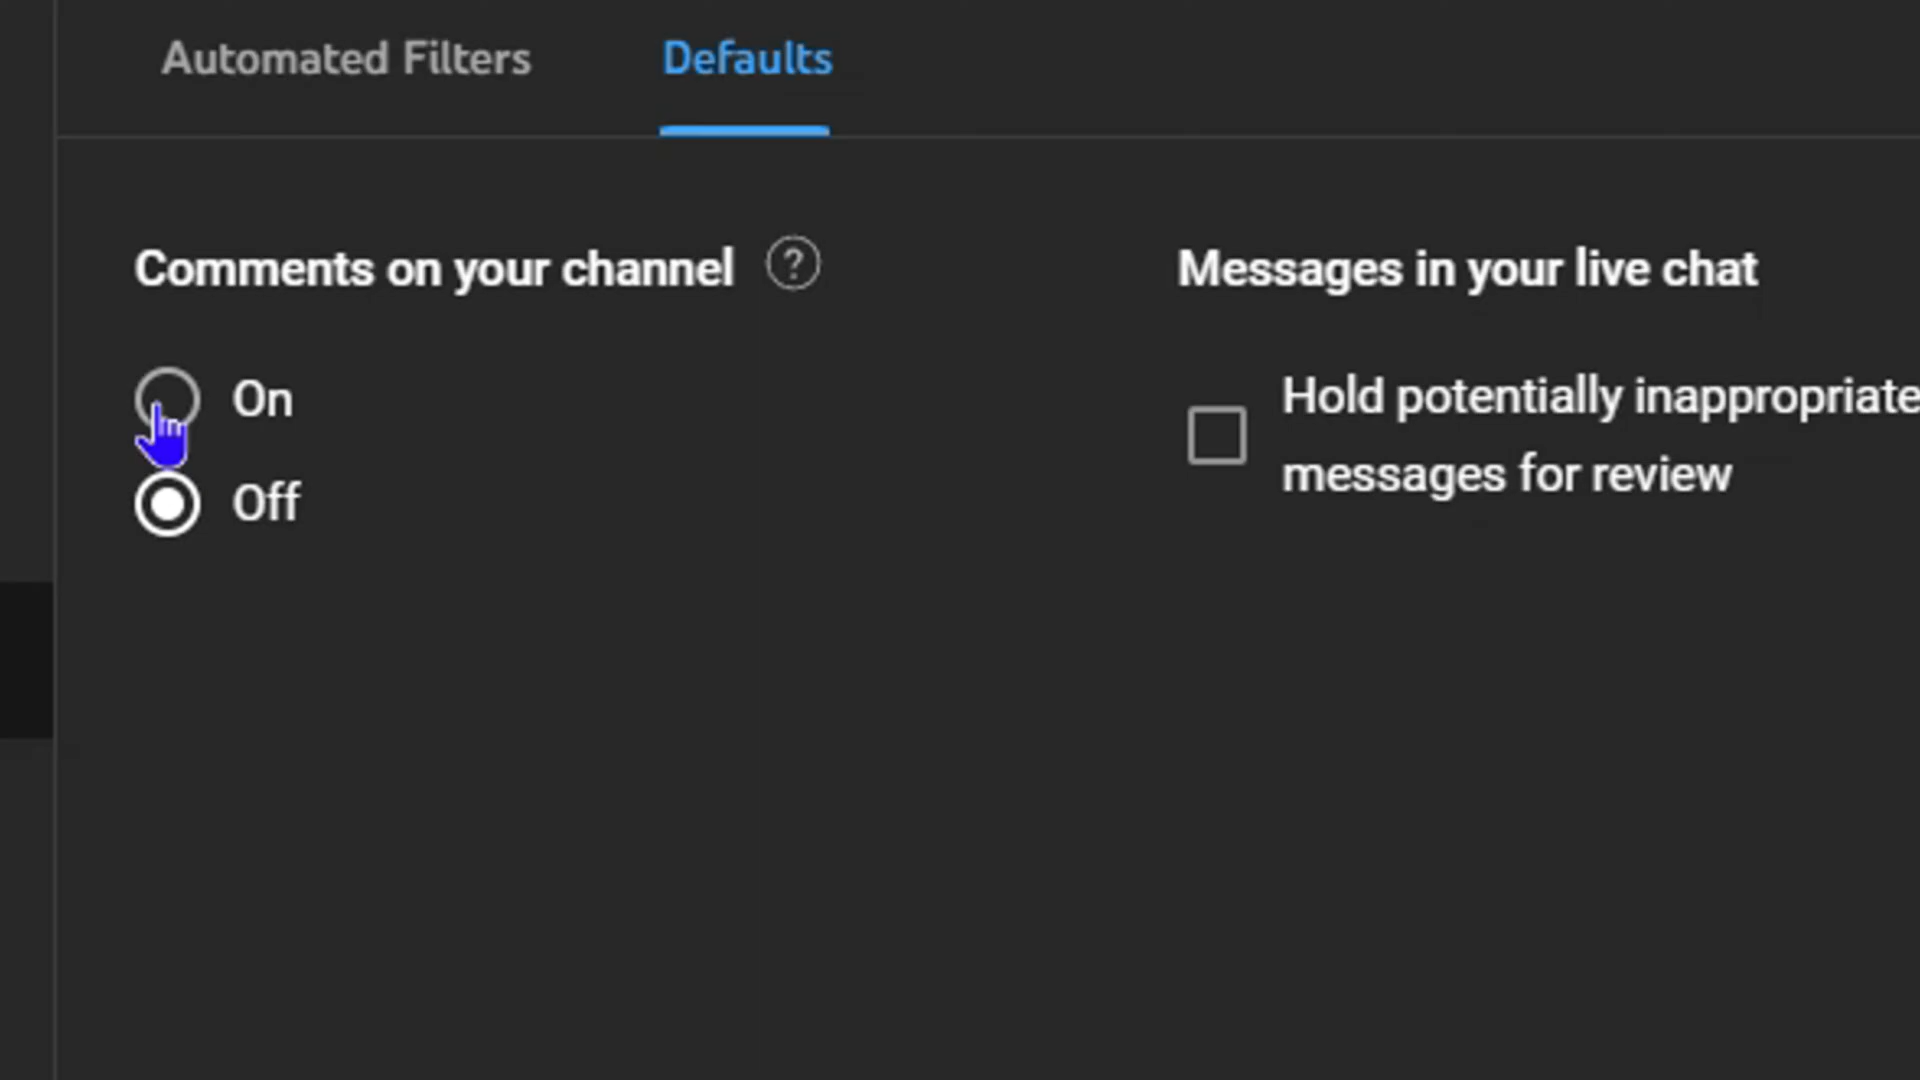 Automated Filters
Defaults
Comments on your channel ?
On
Off
Messages in your live chat
Hold potentially inappropriate
messages for review